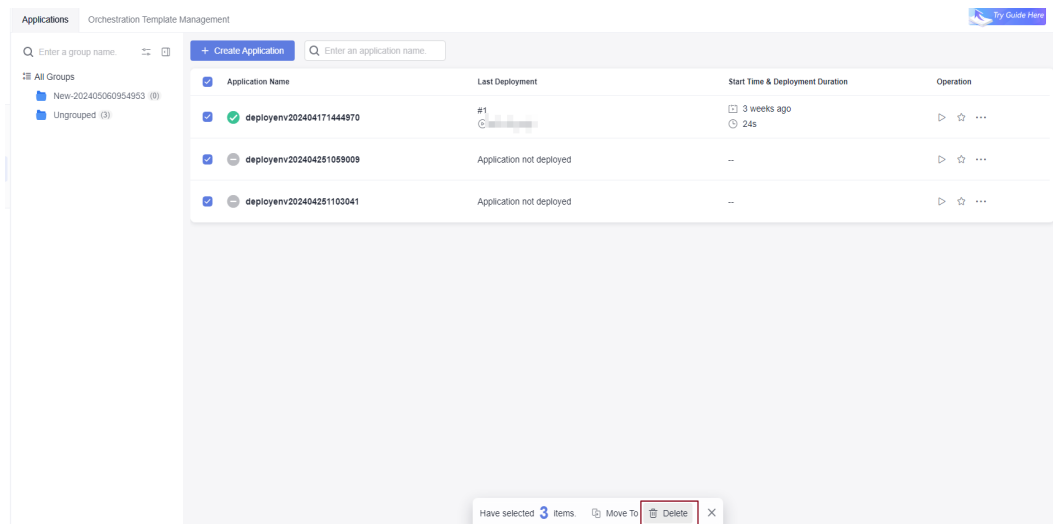 Applications Orchestration Template Management Try Guide Here
Enter a group name.
All Groups
New-202405060954953 (0)
Ungrouped (3)
+ Create Application Enter an application name.
Application Name Last Deployment Start Time & Deployment Duration Operation
deployenv202404171444970 #1 3 weeks ago
24s
deployenv202404251059009 Application not deployed --
deployenv202404251103041 Application not deployed --
Have selected 3 items. Move To Delete